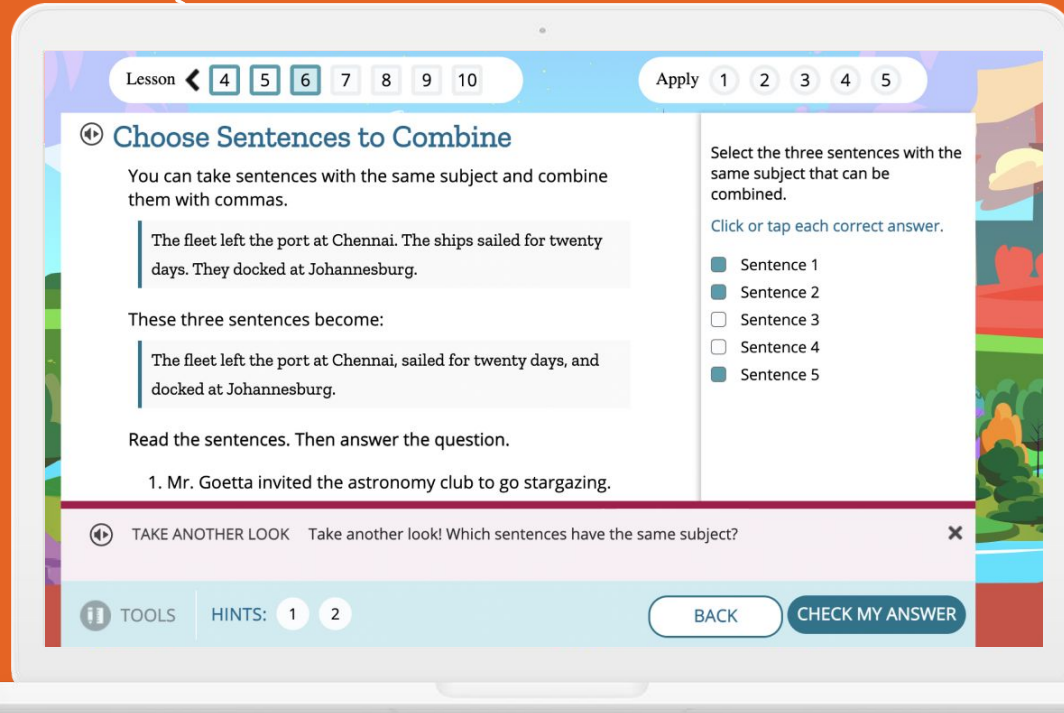 Lesson 4 5 6 7 8 9 10
Apply 1 2 3 4 5
Choose Sentences to Combine
You can take sentences with the same subject and combine
them with commas.
The fleet left the port at Chennai. The ships sailed for twenty
days. They docked at Johannesburg.
These three sentences become:
The fleet left the port at Chennai, sailed for twenty days, and
docked at Johannesburg.
Read the sentences. Then answer the question.
1. Mr. Goetta invited the astronomy club to go stargazing.
Select the three sentences with the
same subject that can be
combined.
Click or tap each correct answer.
Sentence 1
Sentence 2
Sentence 3
Sentence 4
Sentence 5
TAKE ANOTHER LOOK Take another look! Which sentences have the same subject?
TOOLS HINTS: 1 2 BACK CHECK MY ANSWER